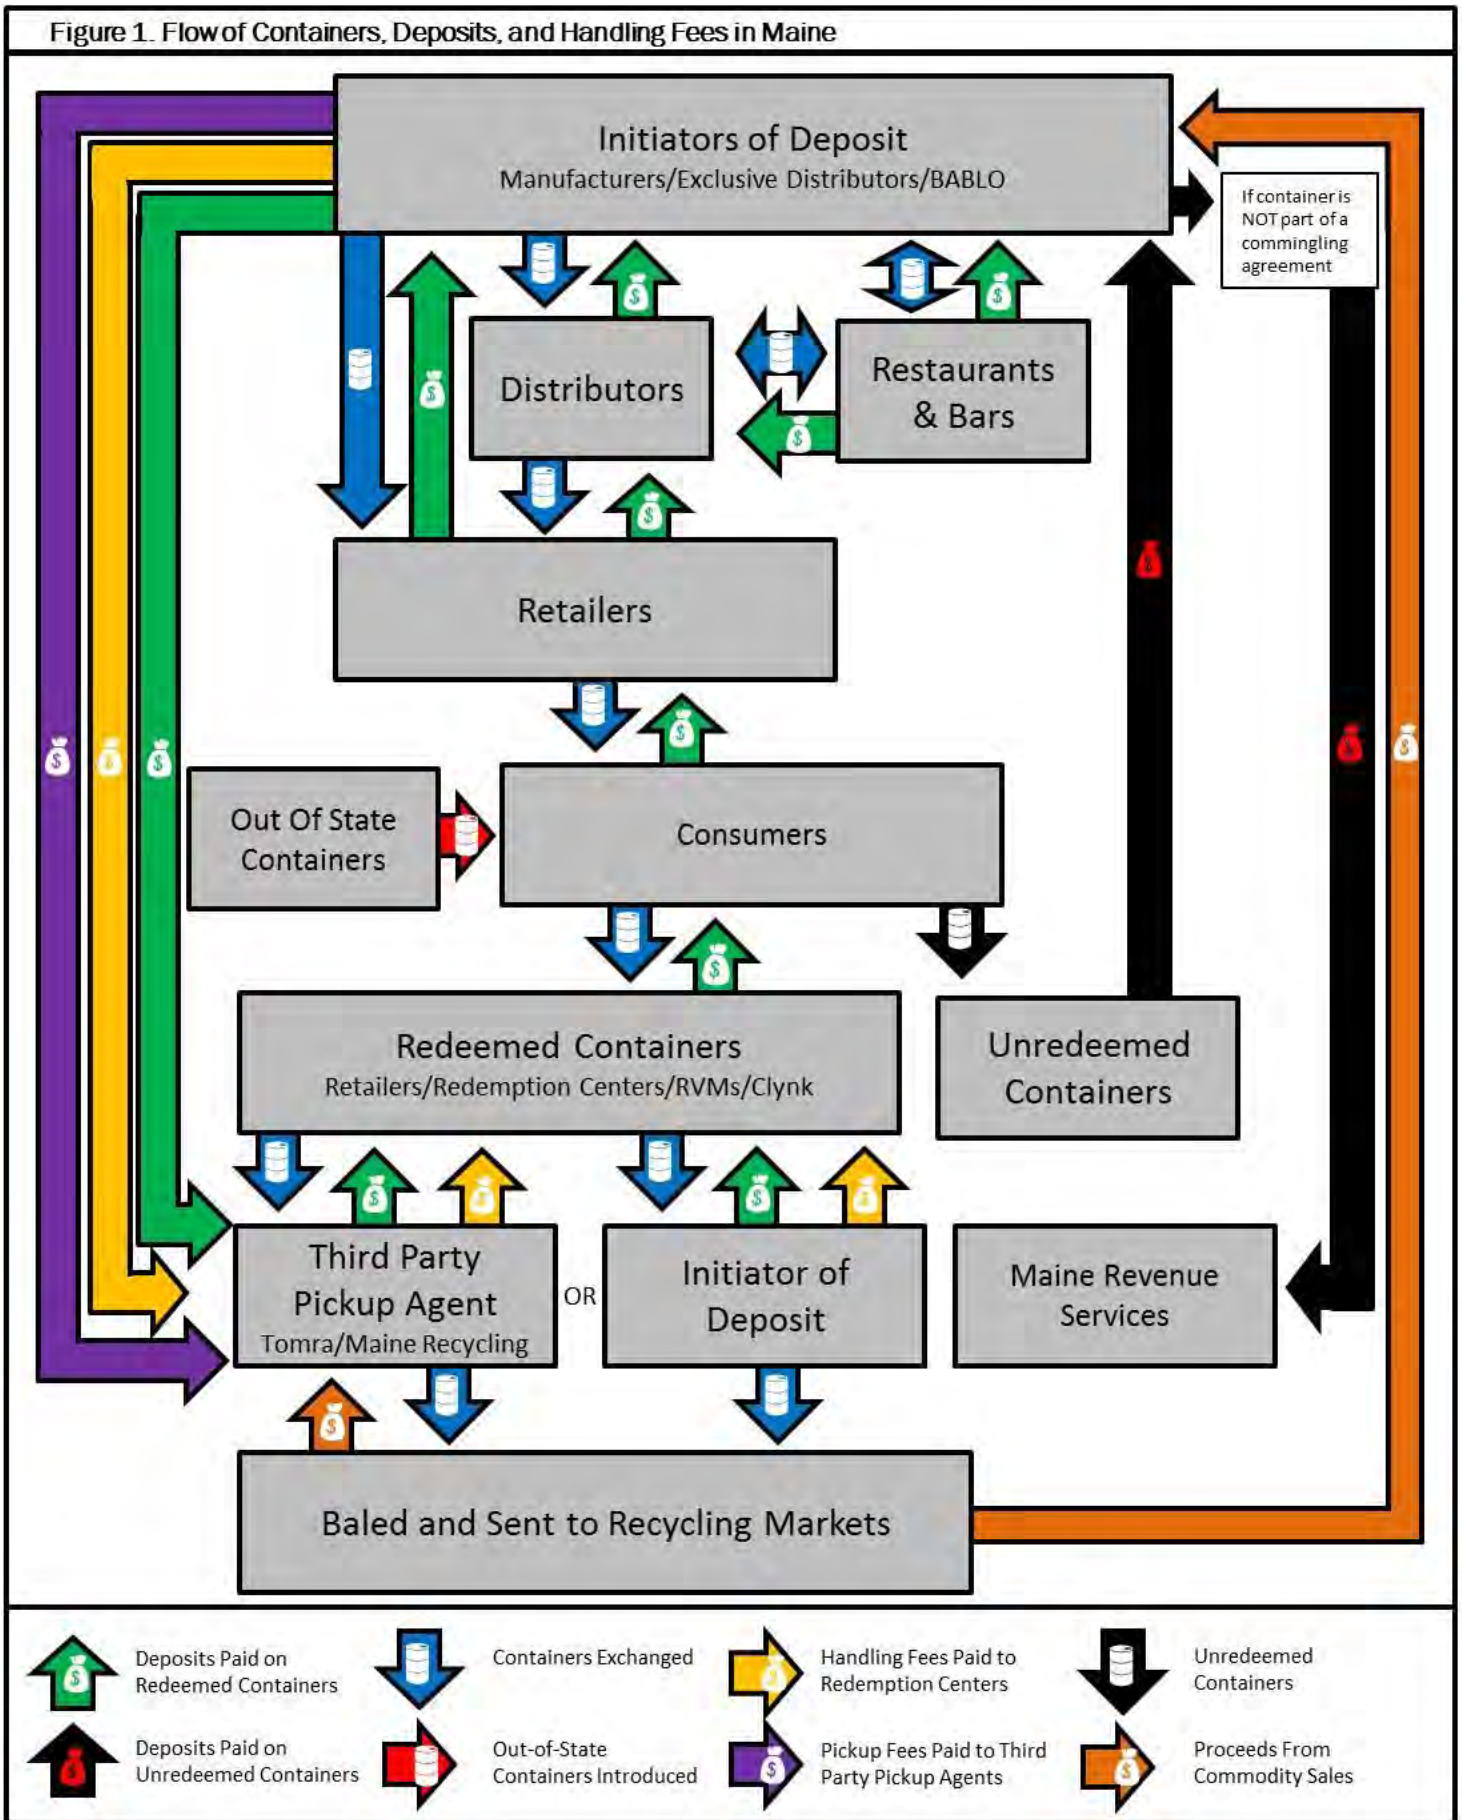 Figure 1. Flow of Containers, Deposits, and Handling Fees in Maine
Initiators of Deposit
Manufacturers/Exclusive Distributors/BABLO
If container is
NOT part of a
commingling
agreement
$
$
$
$
Distributors
Restaurants
& Bars
$
$
$
Retailers
$
$
$
$
$
$
$
Out Of State
Containers
Consumers
$
Redeemed Containers
Retailers/Redemption Centers/RVMs/Clynk
Unredeemed
Containers
$
$
$
$
Third Party
Pickup Agent
Tomra/Maine Recycling
OR
Initiator of
Deposit
Maine Revenue
Services
$
Baled and Sent to Recycling Markets
$
Deposits Paid on
Redeemed Containers
Containers Exchanged
$
Handling Fees Paid to
Redemption Centers
Unredeemed
Containers
$
Deposits Paid on
Unredeemed Containers
Out-of-State
Containers Introduced
$
Pickup Fees Paid to Third
Party Pickup Agents
$
Proceeds From
Commodity Sales